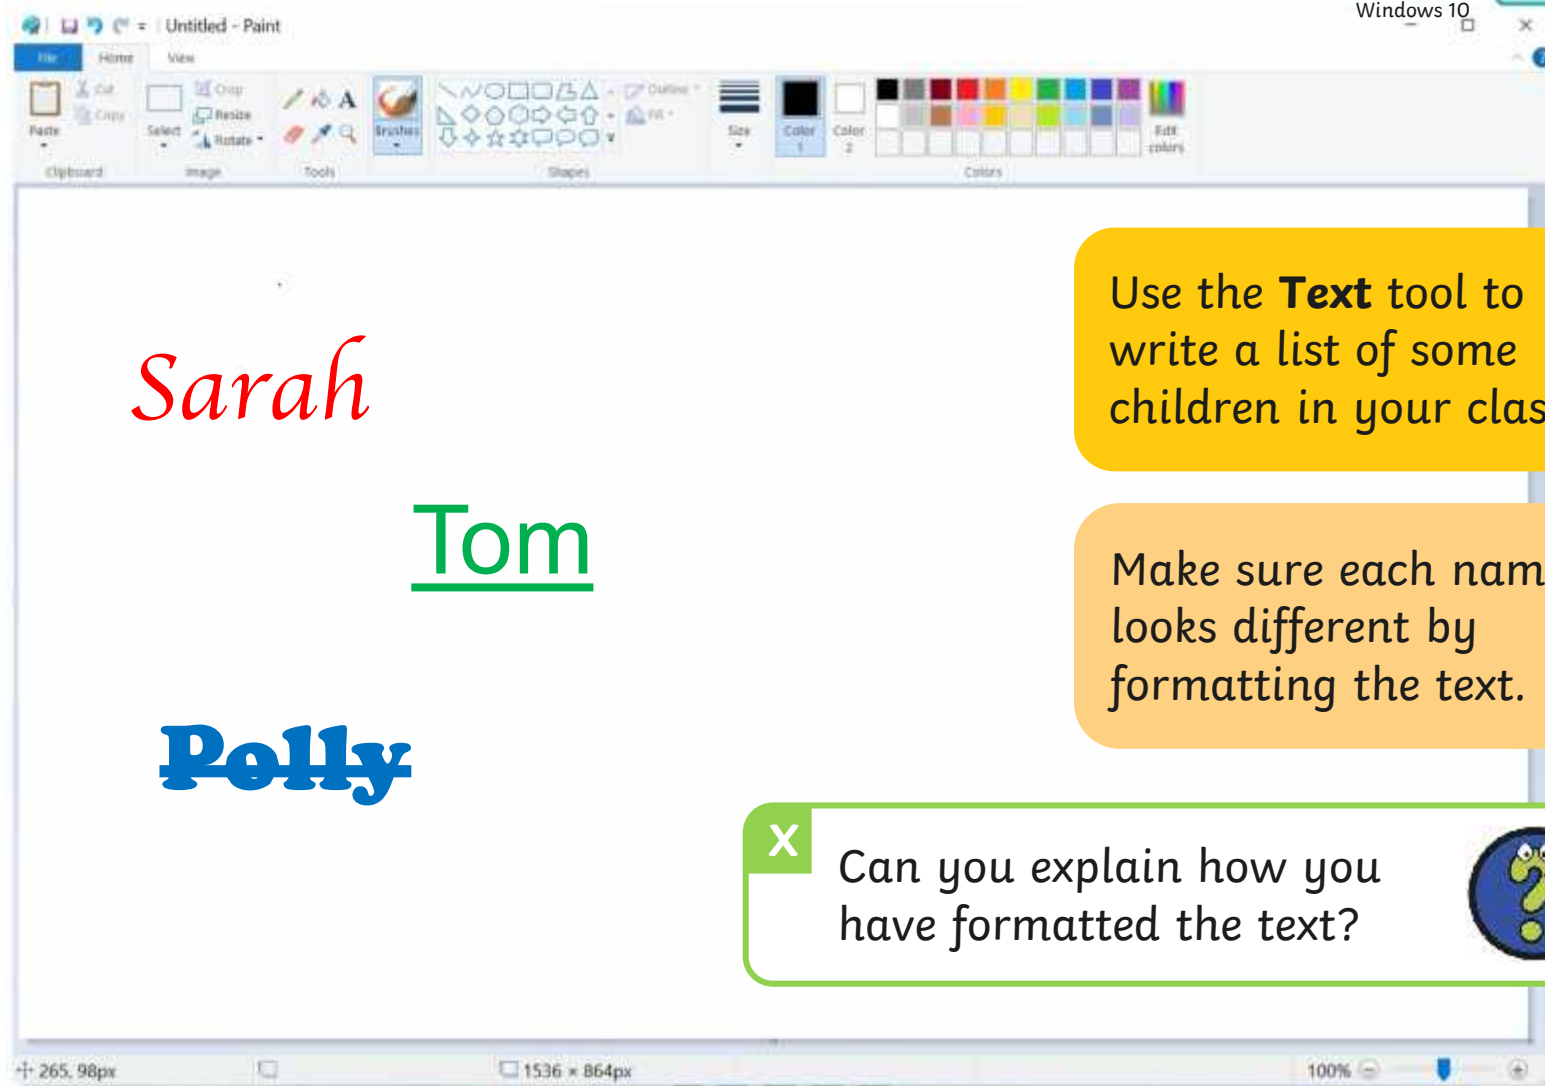 Windows 10
Untitled - Paint
File Home View
Cut
Copy
Paste
Clipboard
Select
Crop
Resize
Rotate
Image
A
Tools
Brushes
Outline
Fill
Shapes
Size
Color 1
Color 2
Edit colors
Colors
Sarah
Tom
Polly
Use the Text tool to
write a list of some
children in your clas
Make sure each nam
looks different by
formatting the text.
X
Can you explain how you
have formatted the text?
265, 98px
1536 × 864px
100%